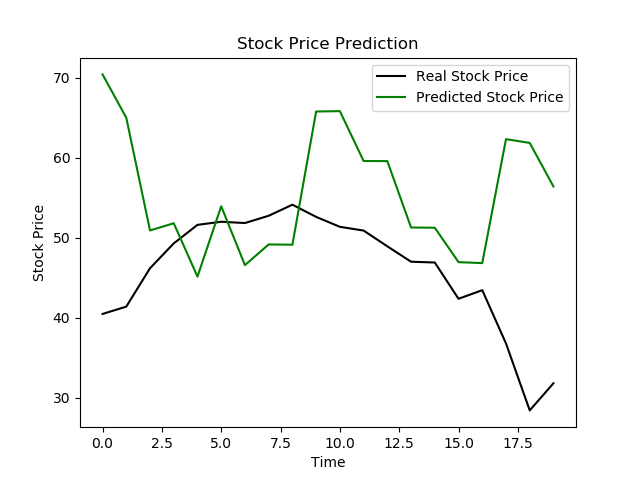 Stock Price Prediction
Real Stock Price
Predicted Stock Price
Stock Price
70
60
50
40
30
0.0 2.5 5.0 7.5 10.0 12.5 15.0 17.5
Time